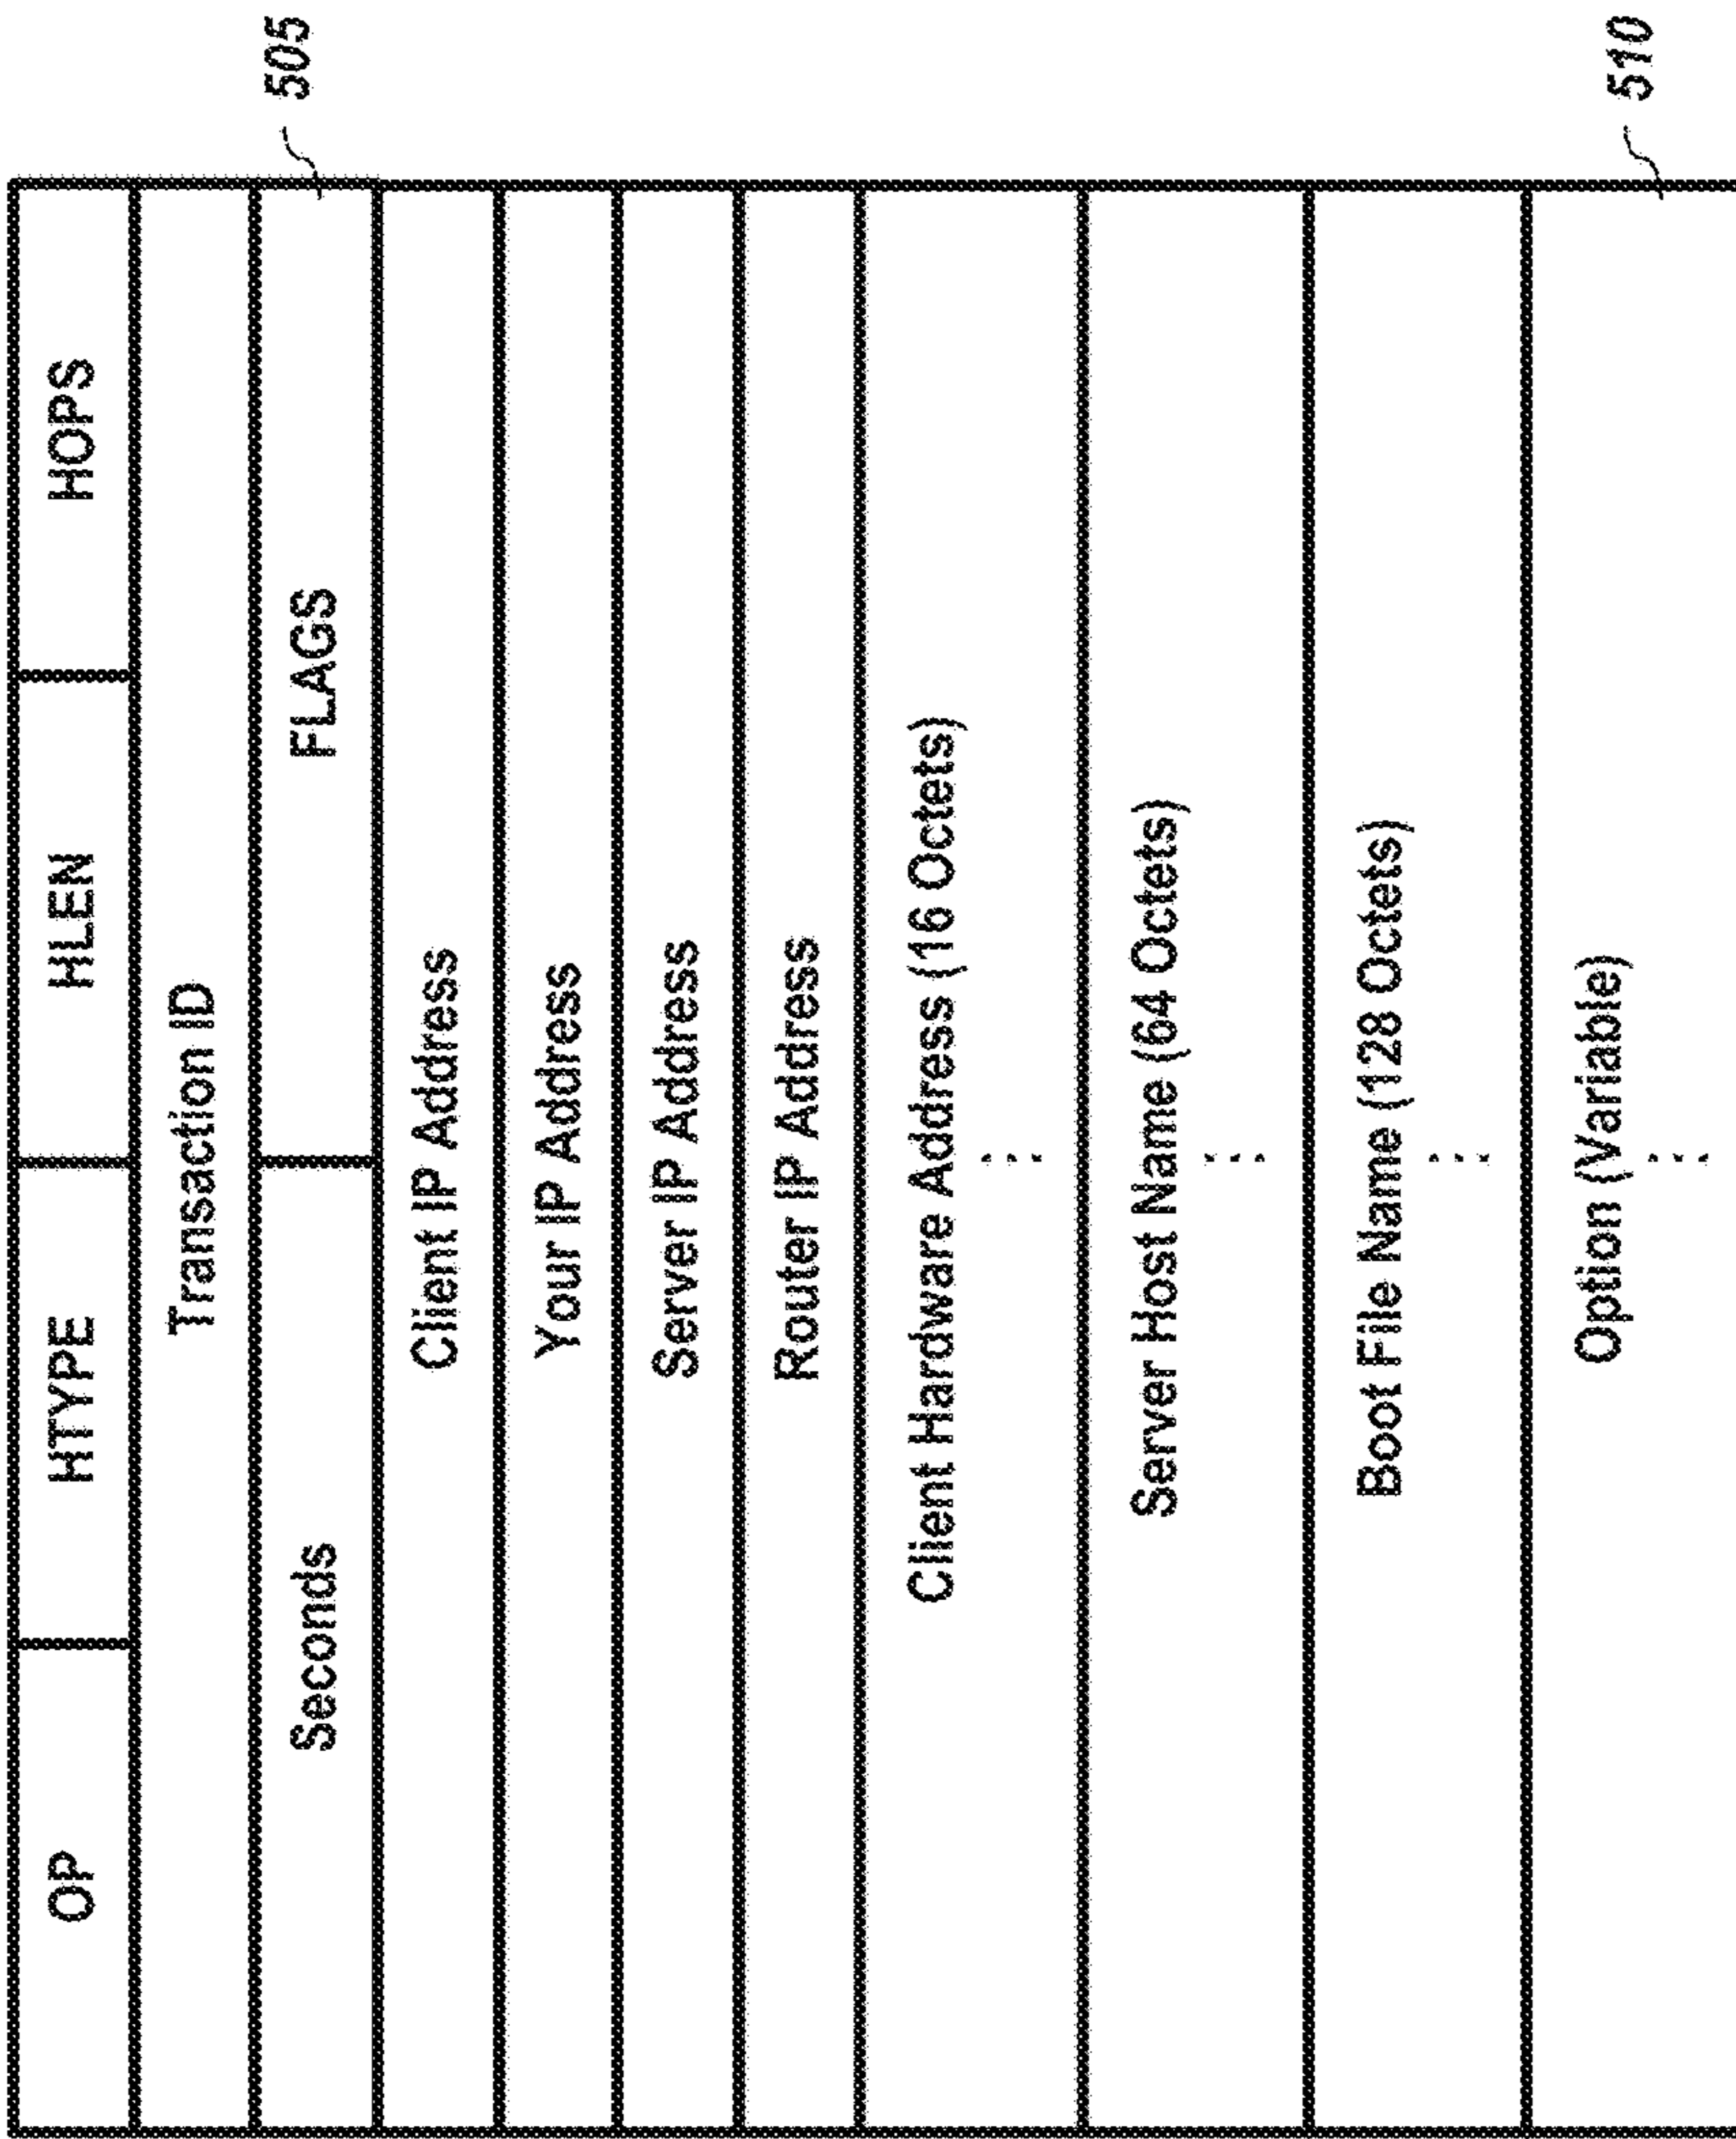 OP HTYPE HLEN HOPS
Transaction ID
Seconds FLAGS 505
Client IP Address
Your IP Address
Server IP Address
Router IP Address
Client Hardware Address (16 Octets)
Server Host Name (64 Octets)
Boot File Name (128 Octets)
Option (Variable) 510